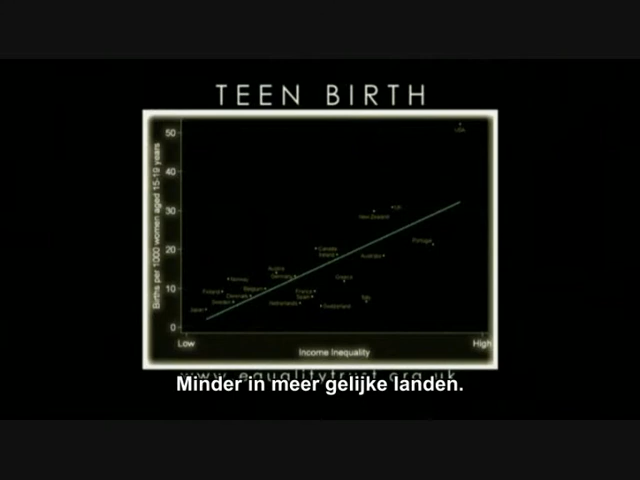 TEEN BIRTH
Births per 1000 women aged 15-19 years
50
40
30
20
10
0
USA
UK
New Zealand
Portugal
Canada
Ireland
Australia
Austria
Germany
Greece
Norway
Finland
Belgium
France
Denmark
Spain
Italy
Sweden
Netherlands
Switzerland
Japan
Low
High
Income Inequality
www.equalitytrust.org.uk
Minder in meer gelijke landen.